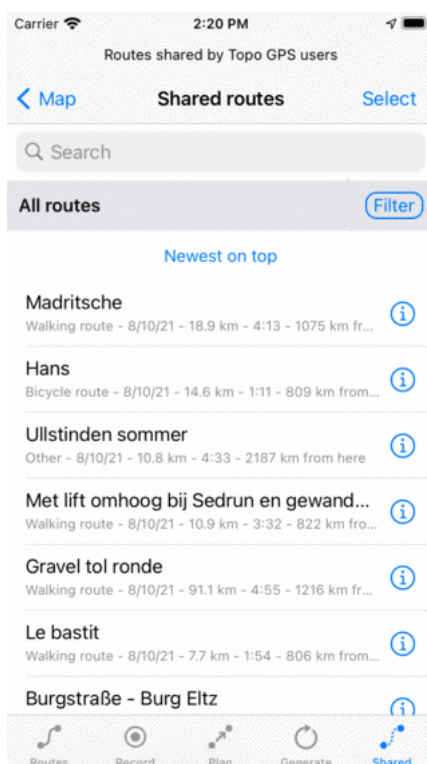 Carrier 2:20 PM
Routes shared by Topo GPS users
Map Shared routes Select
Search
All routes Filter
Newest on top
Madritsche
Walking route - 8/10/21 - 18.9 km - 4:13 - 1075 km fr...
Hans
Bicycle route - 8/10/21 - 14.6 km - 1:11 - 809 km from...
Ullstinden sommer
Other - 8/10/21 - 10.8 km - 4:33 - 2187 km from here
Met lift omhoog bij Sedrun en gewand...
Walking route - 8/10/21 - 10.9 km - 3:32 - 822 km fro...
Gravel tol ronde
Walking route - 8/10/21 - 91.1 km - 4:55 - 1216 km fr...
Le bastit
Walking route - 8/10/21 - 7.7 km - 1:54 - 806 km from...
Burgstraße - Burg Eltz
Routes Record Plan Generate Shared